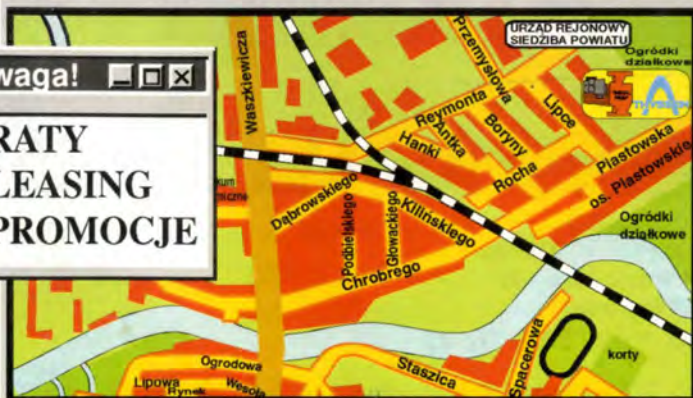 waga!
RATY
LEASING
PROMOCJE
URZĄD REJONOWY
SIEDZIBA POWIATU
Ogródki
działkowe
Przemysłowa
Waszkiewicza
Reymonta
Hanki
Antka
Boryny
Lipce
Rocha
Piastowska
os. Piastowskie
Dąbrowskiego
Podbielskiego
Głowackiego
Kilińskiego
Chrobrego
Ogródki
działkowe
Ogrodowa
Lipowa
Rynek
Wesoła
Staszica
Spacerowa
korty